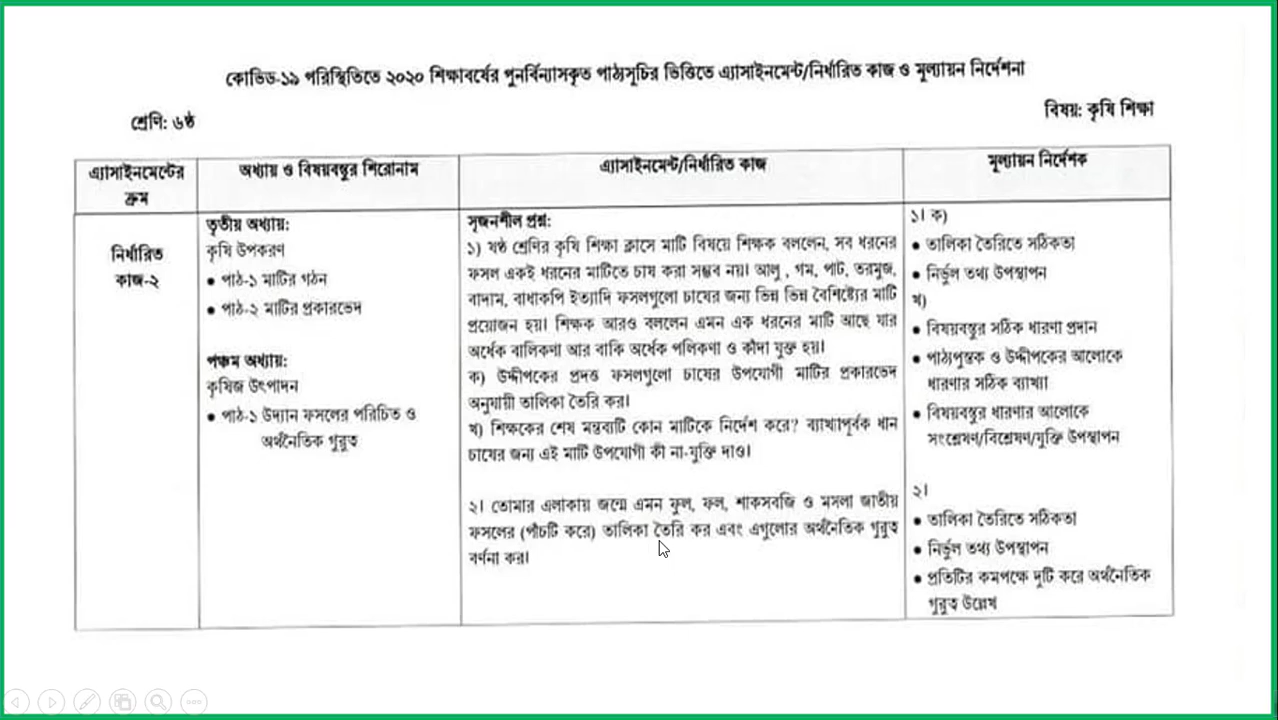 কোভিড-১৯ পরিস্থিতিতে ২০২০ শিক্ষাবর্ষের পুনর্বিন্যাসকৃত পাঠ্যসূচির ভিত্তিতে এ্যাসাইনমেন্ট/নির্ধারিত কাজ ও মূল্যায়ন নির্দেশনা
শ্রেণি: ৬ষ্ঠ
বিষয়: কৃষি শিক্ষা
এ্যাসাইনমেন্টের
ক্রম
অধ্যায় ও বিষয়বস্তুর শিরোনাম
এ্যাসাইনমেন্ট/নির্ধারিত কাজ
মূল্যায়ন নির্দেশক
নির্ধারিত
কাজ-২
তৃতীয় অধ্যায়:
কৃষি উপকরণ
• পাঠ-১ মাটির গঠন
• পাঠ-২ মাটির প্রকারভেদ
পঞ্চম অধ্যায়:
কৃষিজ উৎপাদন
• পাঠ-১ উদ্যান ফসলের পরিচিত ও
অর্থনৈতিক গুরুত্ব
সৃজনশীল প্রশ্ন:
১) ষষ্ঠ শ্রেণির কৃষি শিক্ষা ক্লাসে মাটি বিষয়ে শিক্ষক বললেন, সব ধরনের
ফসল একই ধরনের মাটিতে চাষ করা সম্ভব নয়। আলু , গম, পাট, তরমুজ,
বাদাম, বাধাকপি ইত্যাদি ফসলগুলো চাষের জন্য ভিন্ন ভিন্ন বৈশিষ্ট্যের মাটি
প্রয়োজন হয়। শিক্ষক আরও বললেন এমন এক ধরনের মাটি আছে যার
অর্ধেক বালিকণা আর বাকি অর্ধেক পলিকণা ও কাঁদা যুক্ত হয়।
ক) উদ্দীপকের প্রদত্ত ফসলগুলো চাষের উপযোগী মাটির প্রকারভেদ
অনুযায়ী তালিকা তৈরি কর।
খ) শিক্ষকের শেষ মন্তব্যটি কোন মাটিকে নির্দেশ করে? ব্যাখ্যাপূর্বক ধান
চাষের জন্য এই মাটি উপযোগী কী না-যুক্তি দাও।
২। তোমার এলাকায় জন্মে এমন ফুল, ফল, শাকসবজি ও মসলা জাতীয়
ফসলের (পাঁচটি করে) তালিকা তৈরি কর এবং এগুলোর অর্থনৈতিক গুরুত্ব
বর্ণনা কর।
১। ক)
• তালিকা তৈরিতে সঠিকতা
• নির্ভুল তথ্য উপস্থাপন
খ)
• বিষয়বস্তুর সঠিক ধারণা প্রদান
• পাঠ্যপুস্তক ও উদ্দীপকের আলোকে
ধারণার সঠিক ব্যাখ্যা
• বিষয়বস্তুর ধারণার আলোকে
সংশ্লেষণ/বিশ্লেষণ/যুক্তি উপস্থাপন
২।
• তালিকা তৈরিতে সঠিকতা
• নির্ভুল তথ্য উপস্থাপন
• প্রতিটির কমপক্ষে দুটি করে অর্থনৈতিক
গুরুত্ব উল্লেখ